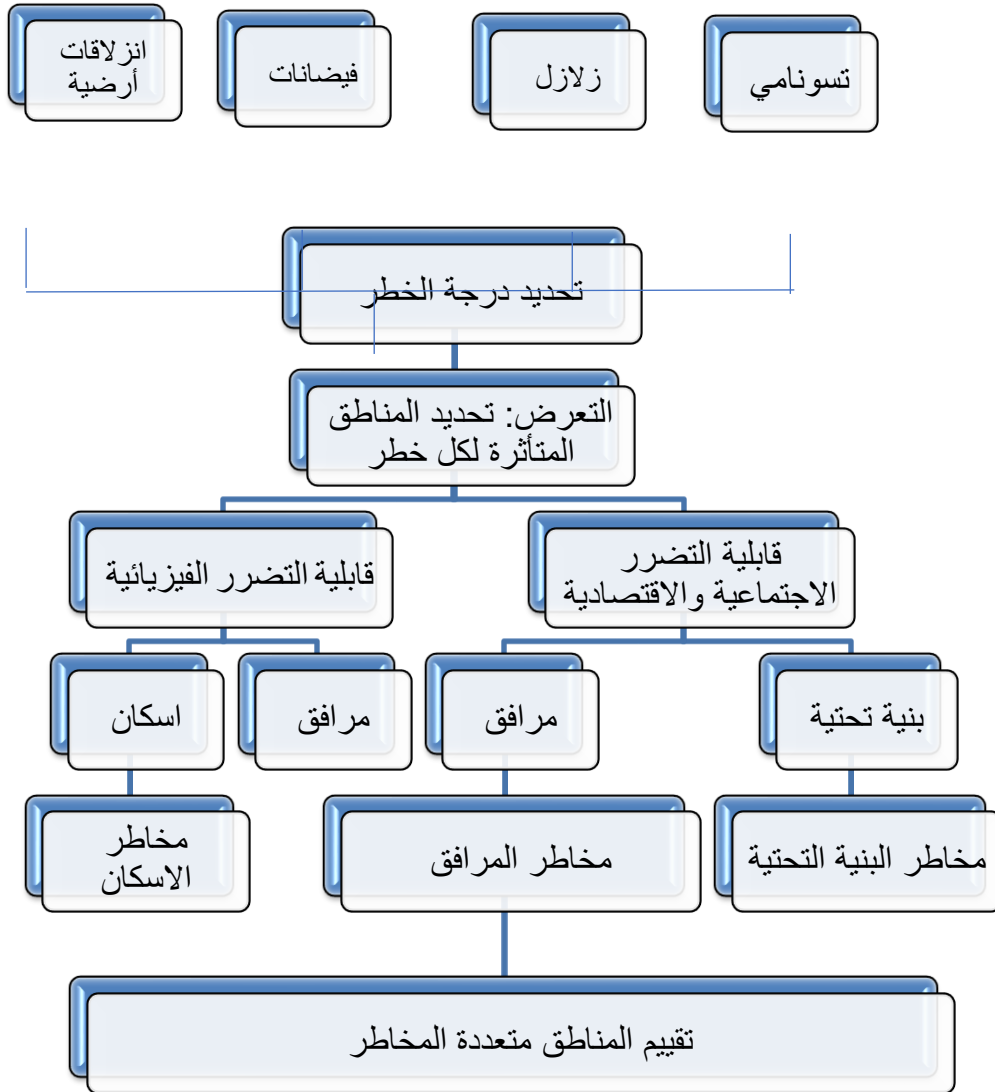 تسونامي
زلازل
فيضانات
انزلاقات
أرضية
تحديد درجة الخطر
التعرض: تحديد المناطق
المتأثرة لكل خطر
قابلية التضرر
الاجتماعية والاقتصادية
قابلية التضرر الفيزيائية
بنية تحتية
مرافق
مرافق
اسكان
مخاطر البنية التحتية
مخاطر المرافق
مخاطر
الاسكان
تقييم المناطق متعددة المخاطر